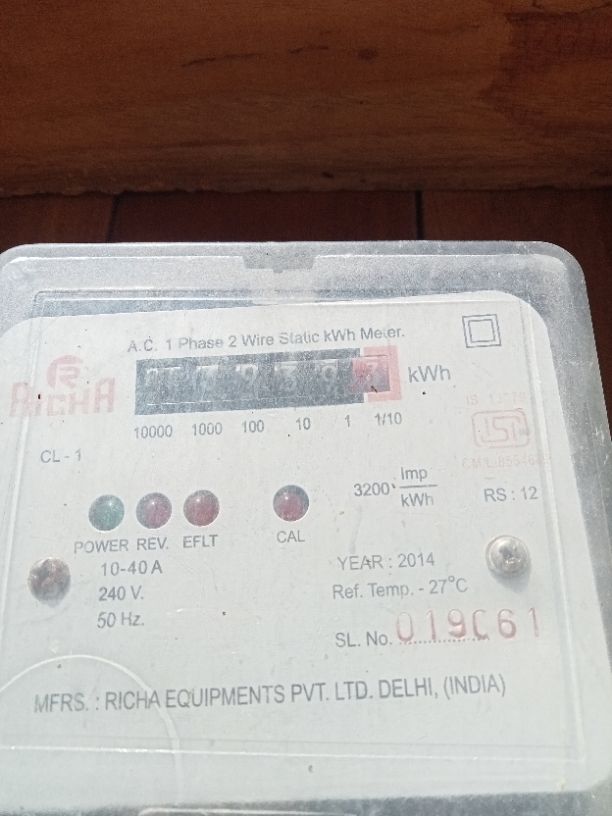 A.C. 1 Phase 2 Wire Static kWh Meter.
RICHA
kWh
10000 1000 100 10 1 1/10
CL - 1
3200 Imp
kWh
RS : 12
POWER REV. EFLT CAL
10-40 A
240 V.
50 Hz.
YEAR : 2014
Ref. Temp. - 27°C
SL. No. 019061
MFRS. : RICHA EQUIPMENTS PVT. LTD. DELHI, (INDIA)